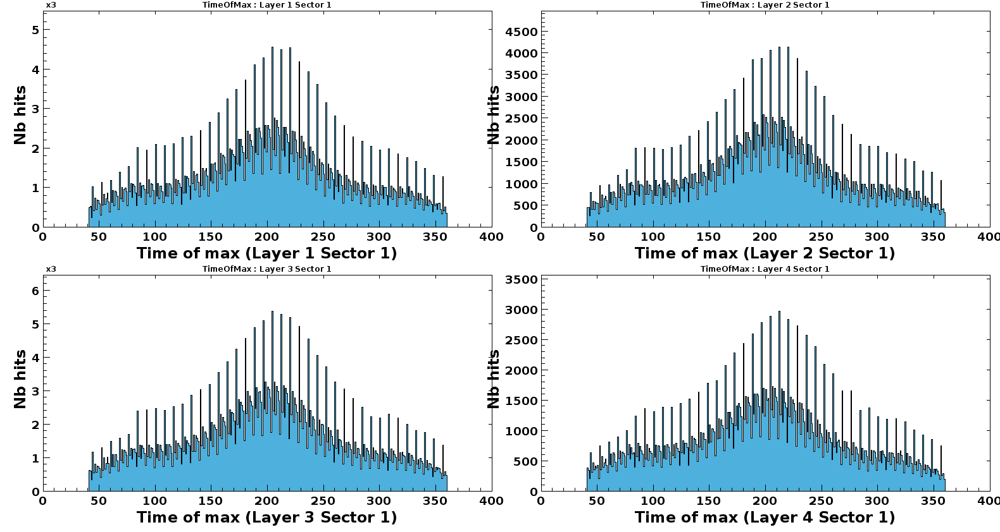 x3
TimeOfMax : Layer 1 Sector 1
Nb hits
5
4
3
2
1
0
0 50 100 150 200 250 300 350 400
Time of max (Layer 1 Sector 1)
TimeOfMax : Layer 2 Sector 1
Nb hits
4500
4000
3500
3000
2500
2000
1500
1000
500
0
0 50 100 150 200 250 300 350 400
Time of max (Layer 2 Sector 1)
x3
TimeOfMax : Layer 3 Sector 1
Nb hits
6
5
4
3
2
1
0
0 50 100 150 200 250 300 350 400
Time of max (Layer 3 Sector 1)
TimeOfMax : Layer 4 Sector 1
Nb hits
3500
3000
2500
2000
1500
1000
500
0
0 50 100 150 200 250 300 350 400
Time of max (Layer 4 Sector 1)